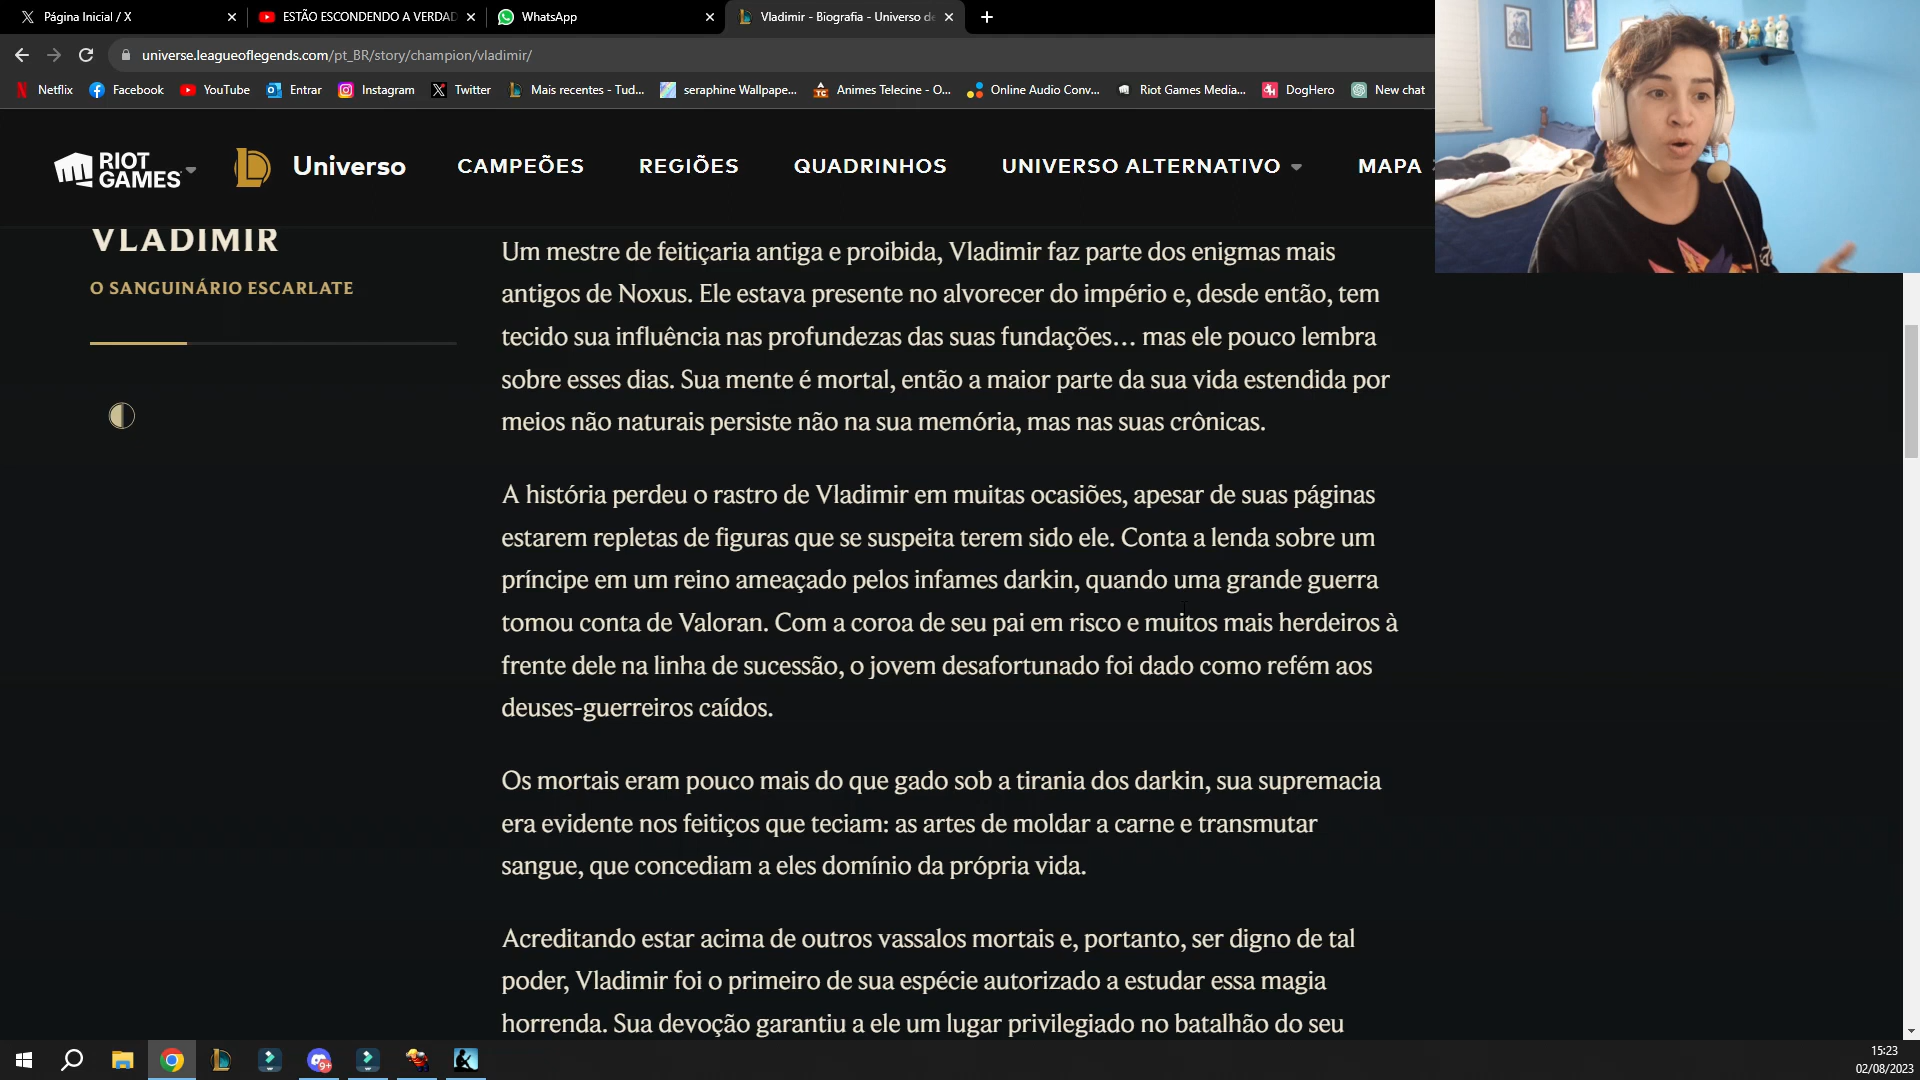 Página Inicial / X
ESTÃO ESCONDENDO A VERDAD
WhatsApp
Vladimir - Biografia - Universo de
universe.leagueoflegends.com/pt_BR/story/champion/vladimir/
Netflix
Facebook
YouTube
Entrar
Instagram
Twitter
Mais recentes - Tud...
seraphine Wallpape...
Animes Telecine - O...
Online Audio Conv...
Riot Games Media...
DogHero
New chat
RIOT
GAMES
Universo
CAMPEÕES
REGIÕES
QUADRINHOS
UNIVERSO ALTERNATIVO
MAPA
VLADIMIR
O SANGUINÁRIO ESCARLATE
Um mestre de feitiçaria antiga e proibida, Vladimir faz parte dos enigmas mais
antigos de Noxus. Ele estava presente no alvorecer do império e, desde então, tem
tecido sua influência nas profundezas das suas fundações… mas ele pouco lembra
sobre esses dias. Sua mente é mortal, então a maior parte da sua vida estendida por
meios não naturais persiste não na sua memória, mas nas suas crônicas.
A história perdeu o rastro de Vladimir em muitas ocasiões, apesar de suas páginas
estarem repletas de figuras que se suspeita terem sido ele. Conta a lenda sobre um
príncipe em um reino ameaçado pelos infames darkin, quando uma grande guerra
tomou conta de Valoran. Com a coroa de seu pai em risco e muitos mais herdeiros à
frente dele na linha de sucessão, o jovem desafortunado foi dado como refém aos
deuses-guerreiros caídos.
Os mortais eram pouco mais do que gado sob a tirania dos darkin, sua supremacia
era evidente nos feitiços que teciam: as artes de moldar a carne e transmutar
sangue, que concediam a eles domínio da própria vida.
Acreditando estar acima de outros vassalos mortais e, portanto, ser digno de tal
poder, Vladimir foi o primeiro de sua espécie autorizado a estudar essa magia
horrenda. Sua devoção garantiu a ele um lugar privilegiado no batalhão do seu
9+
15:23
02/08/2023